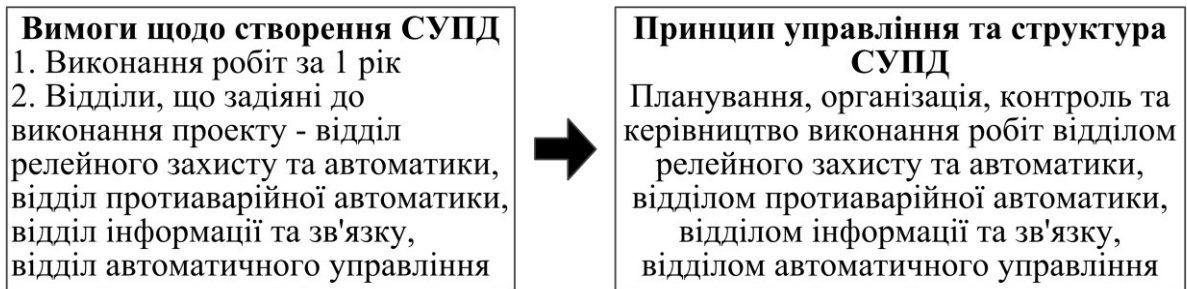 Вимоги щодо створення СУПД
1. Виконання робіт за 1 рік
2. Відділи, що задіяні до
виконання проекту - відділ
релейного захисту та автоматики,
відділ протиаварійної автоматики,
відділ інформації та зв'язку,
відділ автоматичного управління
Принцип управління та структура
СУПД
Планування, організація, контроль та
керівництво виконання робіт відділом
релейного захисту та автоматики,
відділом протиаварійної автоматики,
відділом інформації та зв'язку,
відділом автоматичного управління